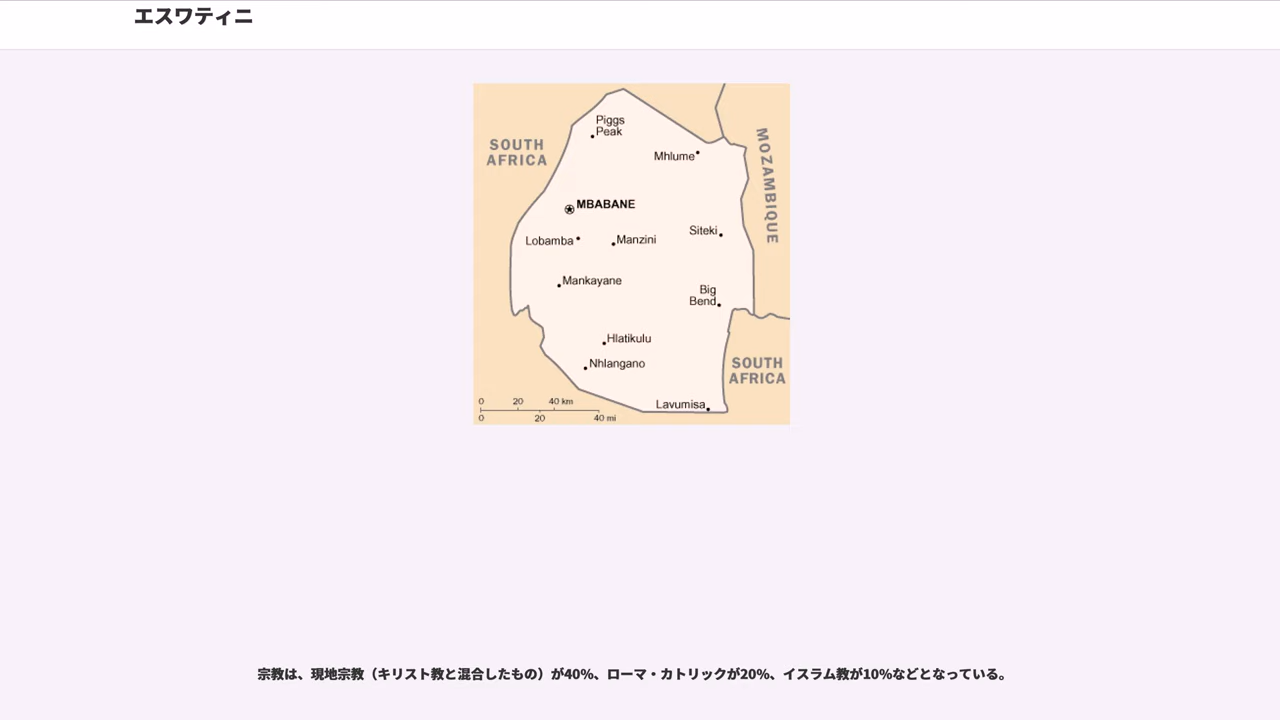 エスワティニ
Piggs
Peak
SOUTH
AFRICA
MOZAMBIQUE
Mhlume
MBABANE
Siteki
Lobamba
Manzini
Mankayane
Big
Bend
Hlatikulu
Nhlangano
SOUTH
AFRICA
0 20 40 km
Lavumisa
0 20 40 mi
宗教は、現地宗教（キリスト教と混合したもの）が40%、ローマ・カトリックが20%、イスラム教が10%などとなっている。